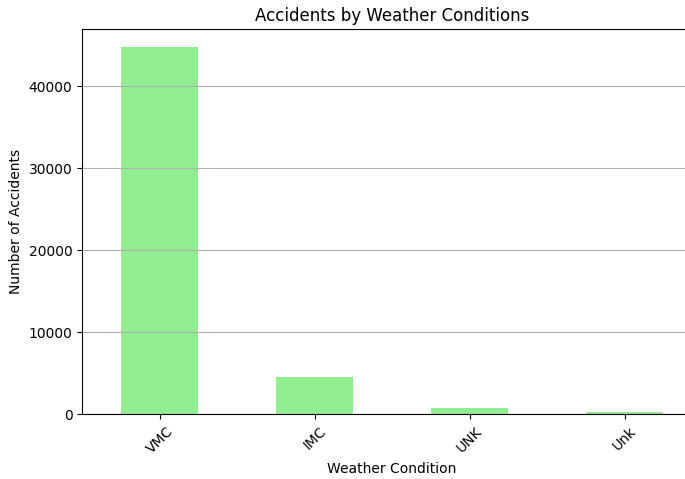 Accidents by Weather Conditions
Number of Accidents
40000
30000
20000
10000
0
VMC
IMC
UNK
Unk
Weather Condition